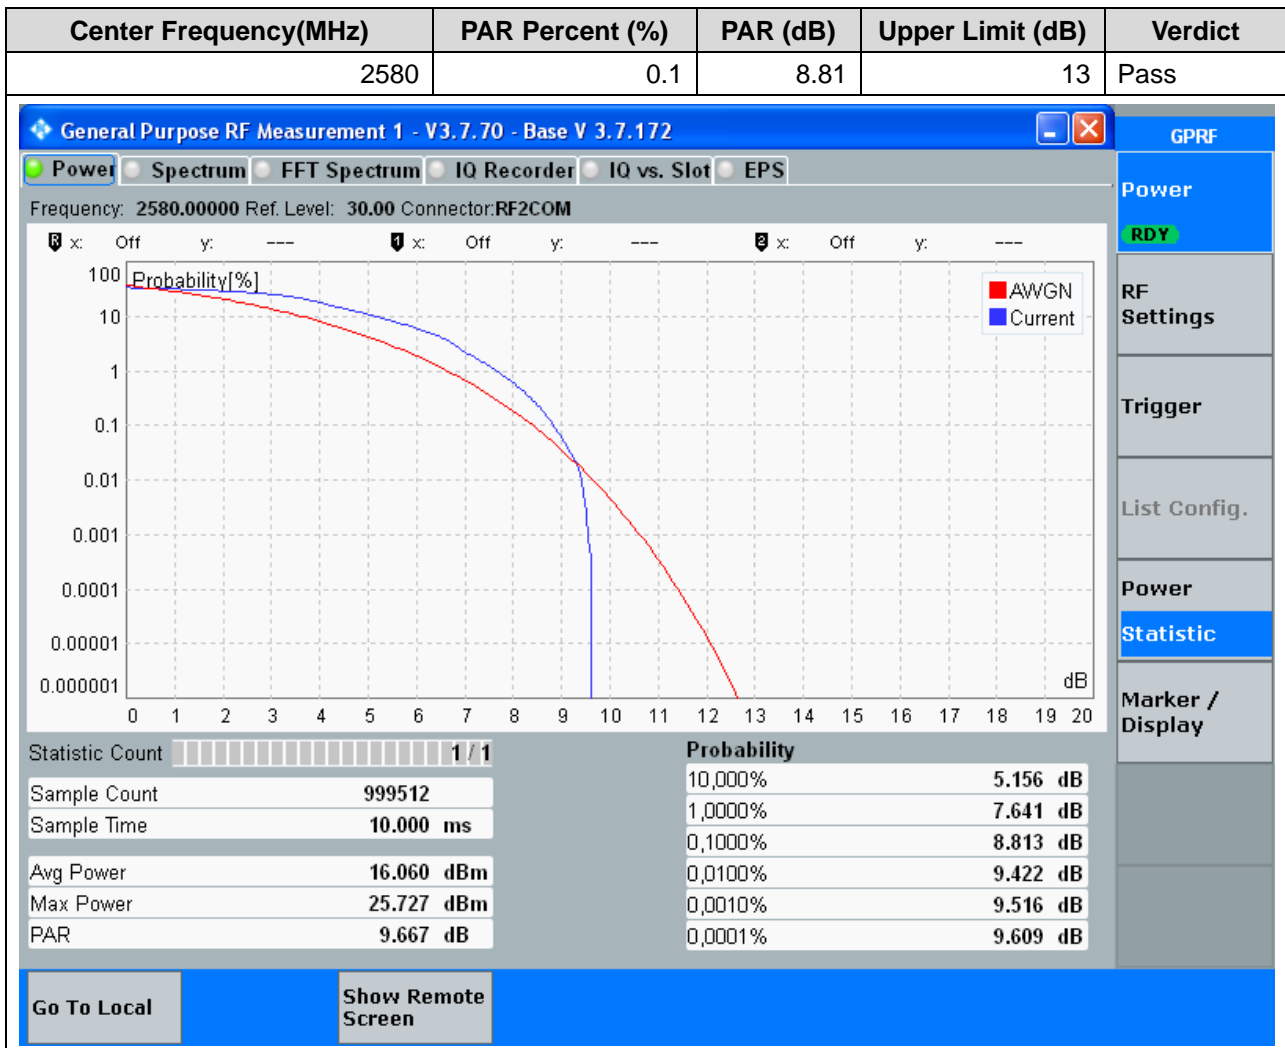 Center Frequency(MHz) PAR Percent (%) PAR (dB) Upper Limit (dB) Verdict
2580 0.1 8.81 13 Pass
General Purpose RF Measurement 1 - V3.7.70 - Base V 3.7.172
GPRF
Power Spectrum FFT Spectrum IQ Recorder IQ vs. Slot EPS
Power
RDY
Frequency: 2580.00000 Ref. Level: 30.00 Connector:RF2COM
R x: Off y: --- 1 x: Off y: --- 2 x: Off y: ---
Probability[%]
AWGN
Current
100
10
1
0.1
0.01
0.001
0.0001
0.00001
0.000001
dB
0 1 2 3 4 5 6 7 8 9 10 11 12 13 14 15 16 17 18 19 20
RF
Settings
Trigger
List Config.
Power
Statistic
Marker /
Display
Statistic Count 1 / 1
Sample Count 999512
Sample Time 10.000 ms
Avg Power 16.060 dBm
Max Power 25.727 dBm
PAR 9.667 dB
Probability
10,000% 5.156 dB
1,0000% 7.641 dB
0,1000% 8.813 dB
0,0100% 9.422 dB
0,0010% 9.516 dB
0,0001% 9.609 dB
Go To Local
Show Remote
Screen